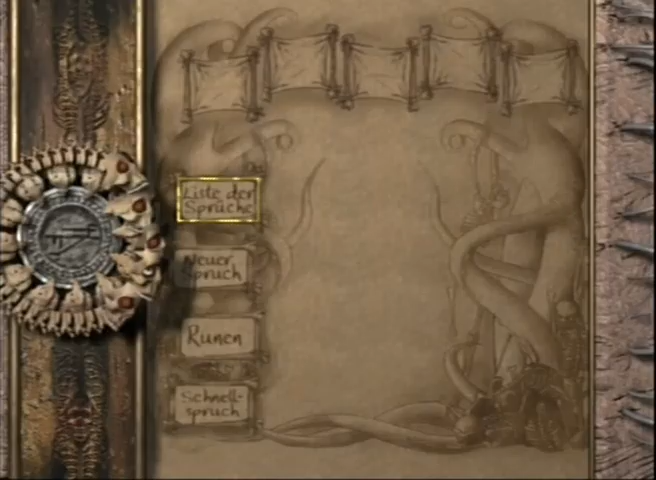 Liste der
Sprüche
Neuer
Spruch
Runen
Schnell-
spruch